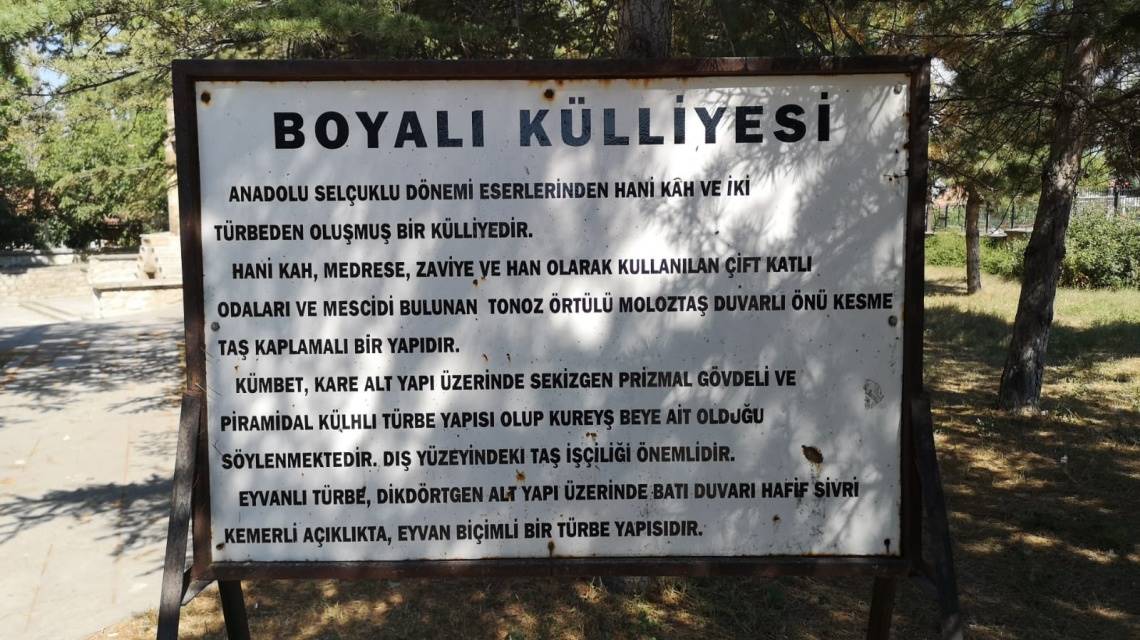 BOYALI KÜLLİYESİ
ANADOLU SELÇUKLU DÖNEMİ ESERLERİNDEN HANİ KÂH VE İKİ
TÜRBEDEN OLUŞMUŞ BİR KÜLLİYEDİR.
HANİ KAH, MEDRESE, ZAVİYE VE HAN OLARAK KULLANILAN ÇİFT KATLI
ODALARI VE MESCİDİ BULUNAN TONOZ ÖRTÜLÜ MOLOZTAŞ DUVARLI ÖNÜ KESME
TAŞ KAPLAMALI BİR YAPIDIR.
KÜMBET, KARE ALT YAPI ÜZERİNDE SEKİZGEN PRİZMAL GÖVDELİ VE
PİRAMİDAL KÜLHLI TÜRBE YAPISI OLUP KUREYŞ BEYE AİT OLDUĞU
SÖYLENMEKTEDİR. DIŞ YÜZEYİNDEKİ TAŞ İŞÇİLİĞİ ÖNEMLİDİR.
EYVANLI TÜRBE, DİKDÖRTGEN ALT YAPI ÜZERİNDE BATI DUVARI HAFİF SİVRİ
KEMERLİ AÇIKLIKTA, EYVAN BİÇİMLİ BİR TÜRBE YAPISIDIR.